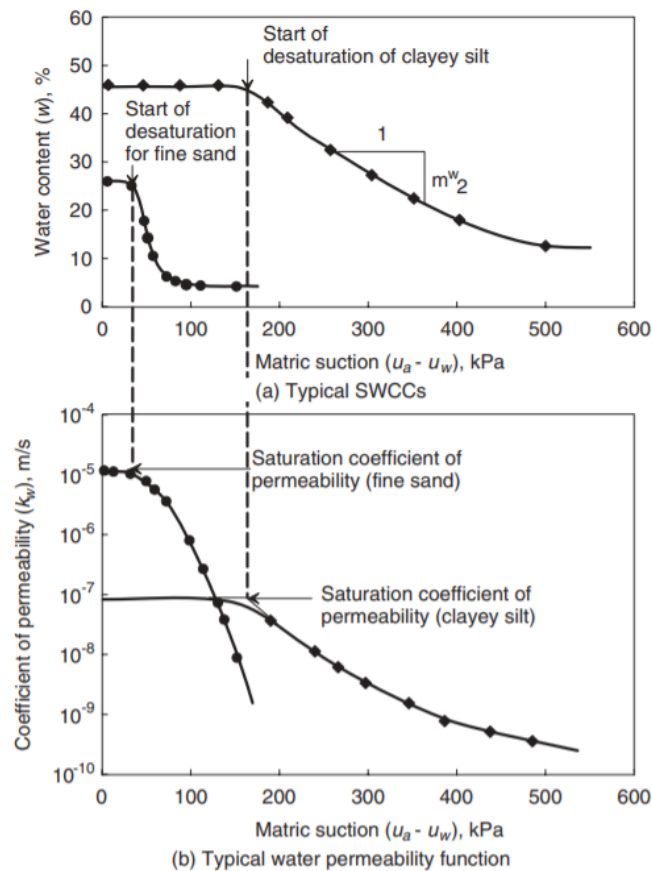 60
50
40
30
20
10
0
Water content (w), %
Start of
desaturation of clayey silt
Start of
desaturation
for fine sand
1
m^w_2
0 100 200 300 400 500 600
Matric suction (u_a - u_w), kPa
(a) Typical SWCCs
10^-4
10^-5
10^-6
10^-7
10^-8
10^-9
10^-10
Coefficient of permeability (k_w), m/s
Saturation coefficient of
permeability (fine sand)
Saturation coefficient of
permeability (clayey silt)
0 100 200 300 400 500 600
Matric suction (u_a - u_w), kPa
(b) Typical water permeability function